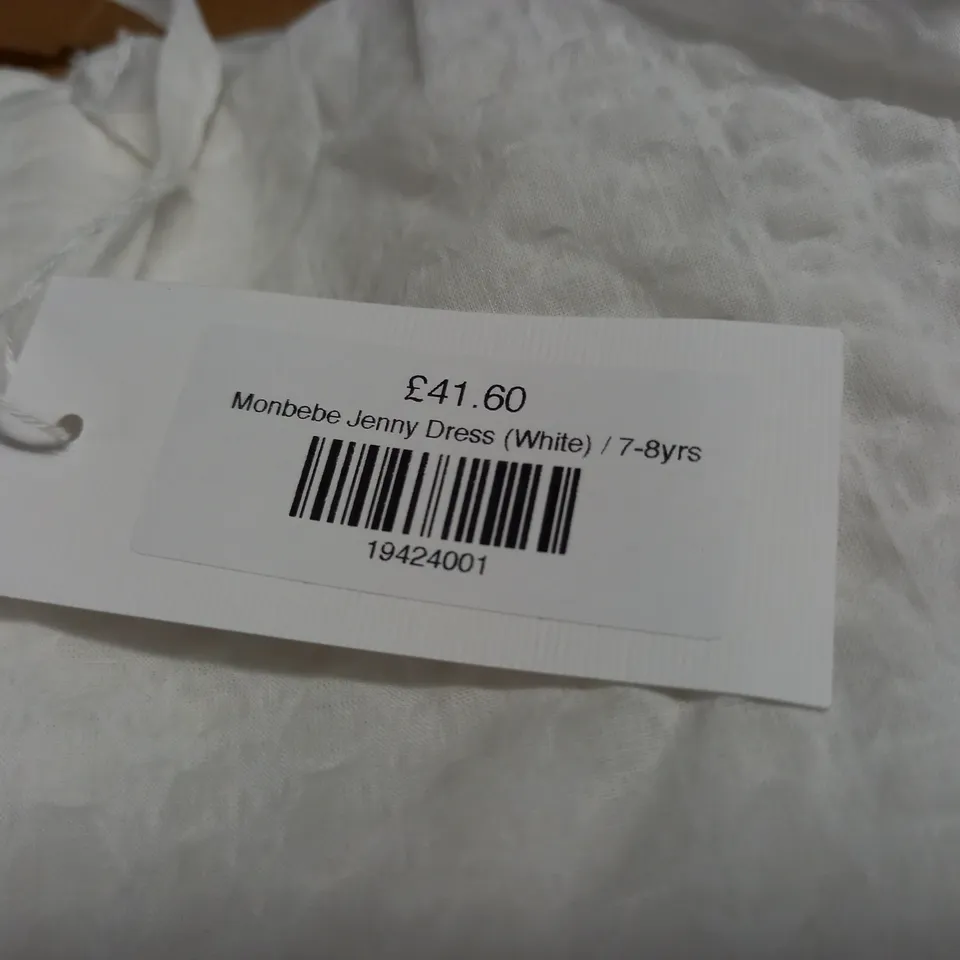 £41.60
Monbebe Jenny Dress (White) / 7-8yrs
19424001